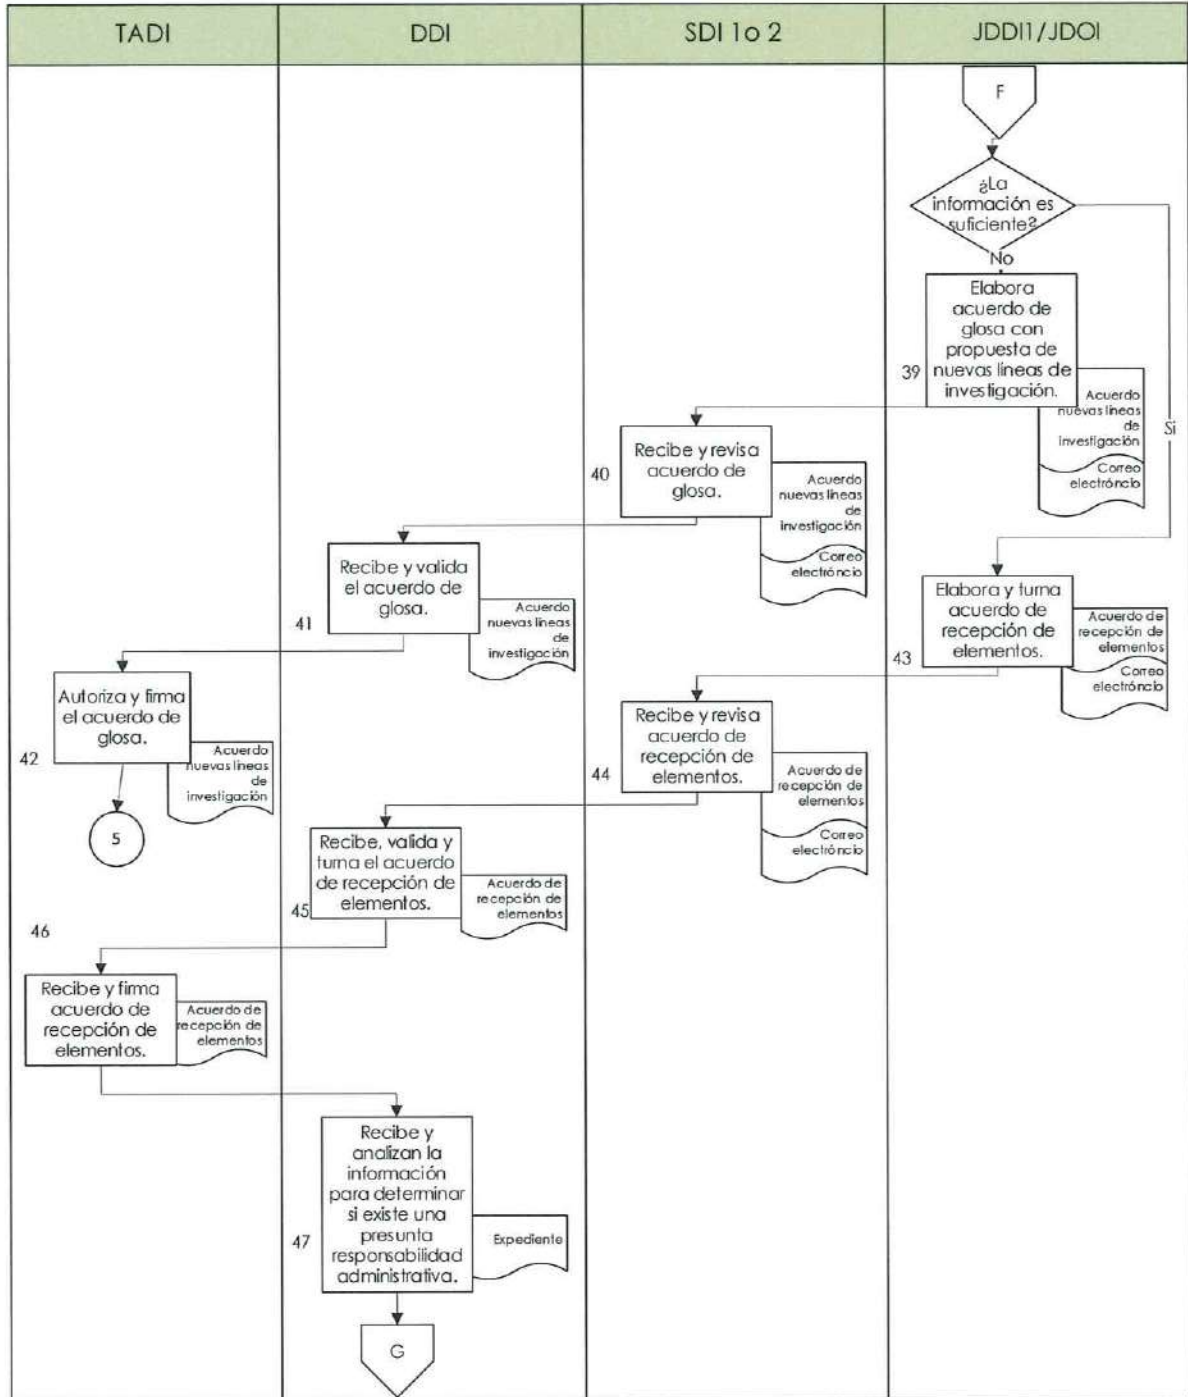 TADI
DDI
SDI 1o 2
JDDI1/JDOI
F
¿La
información es
suficiente?
No
Si
Elabora
acuerdo de
glosa con
propuesta de
nuevas líneas de
investigación.
39
Acuerdo
nuevas líneas
de
investigación
Correo
electróncio
Recibe y revisa
acuerdo de
glosa.
40
Acuerdo
nuevas líneas
de
investigación
Correo
electróncio
Recibe y valida
el acuerdo de
glosa.
41
Acuerdo
nuevas líneas
de
investigación
Autoriza y firma
el acuerdo de
glosa.
42
Acuerdo
nuevas líneas
de
investigación
5
Elabora y turna
acuerdo de
recepción de
elementos.
43
Acuerdo de
recepción de
elementos
Correo
electróncio
Recibe y revisa
acuerdo de
recepción de
elementos.
44
Acuerdo de
recepción de
elementos
Correo
electróncio
Recibe, valida y
turna el acuerdo
de recepción de
elementos.
45
Acuerdo de
recepción de
elementos
46
Recibe y firma
acuerdo de
recepción de
elementos.
Acuerdo de
recepción de
elementos
Recibe y
analizan la
información
para determinar
si existe una
presunta
responsabilidad
administrativa.
47
Expediente
G